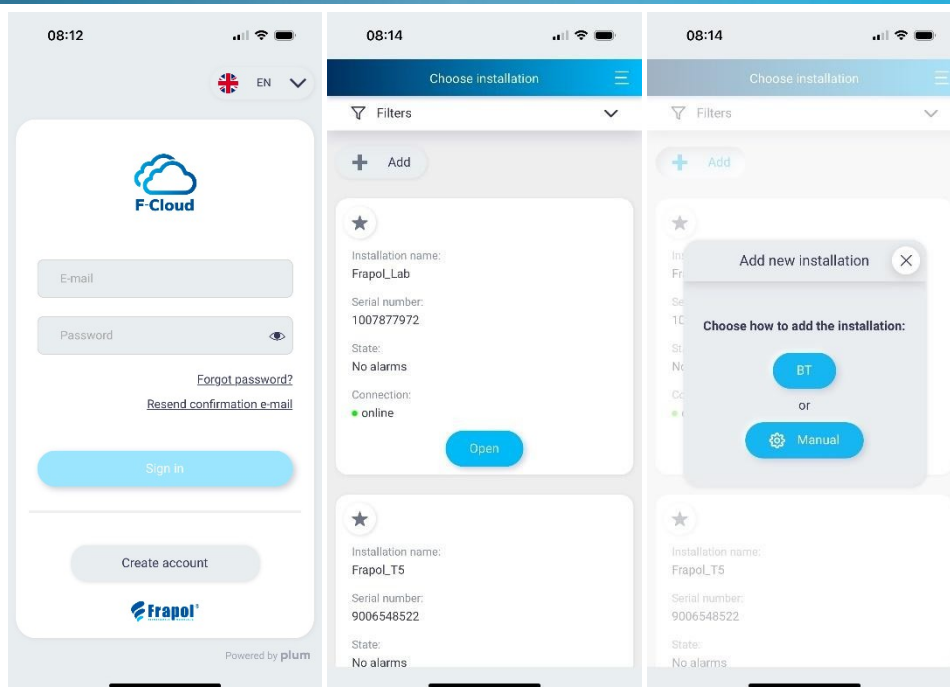 08:12
EN
F-Cloud
E-mail
Password
Forgot password?
Resend confirmation e-mail
Sign in
Create account
Frapol
Powered by plum
08:14
Choose installation
Filters
Add
Installation name:
Frapol_Lab
Serial number:
1007877972
State:
No alarms
Connection:
online
Open
Installation name:
Frapol_T5
Serial number:
9006548522
State:
No alarms
08:14
Choose installation
Filters
Add
Add new installation
Choose how to add the installation:
BT
or
Manual
Installation name:
Frapol_T5
Serial number:
9006548522
State:
No alarms